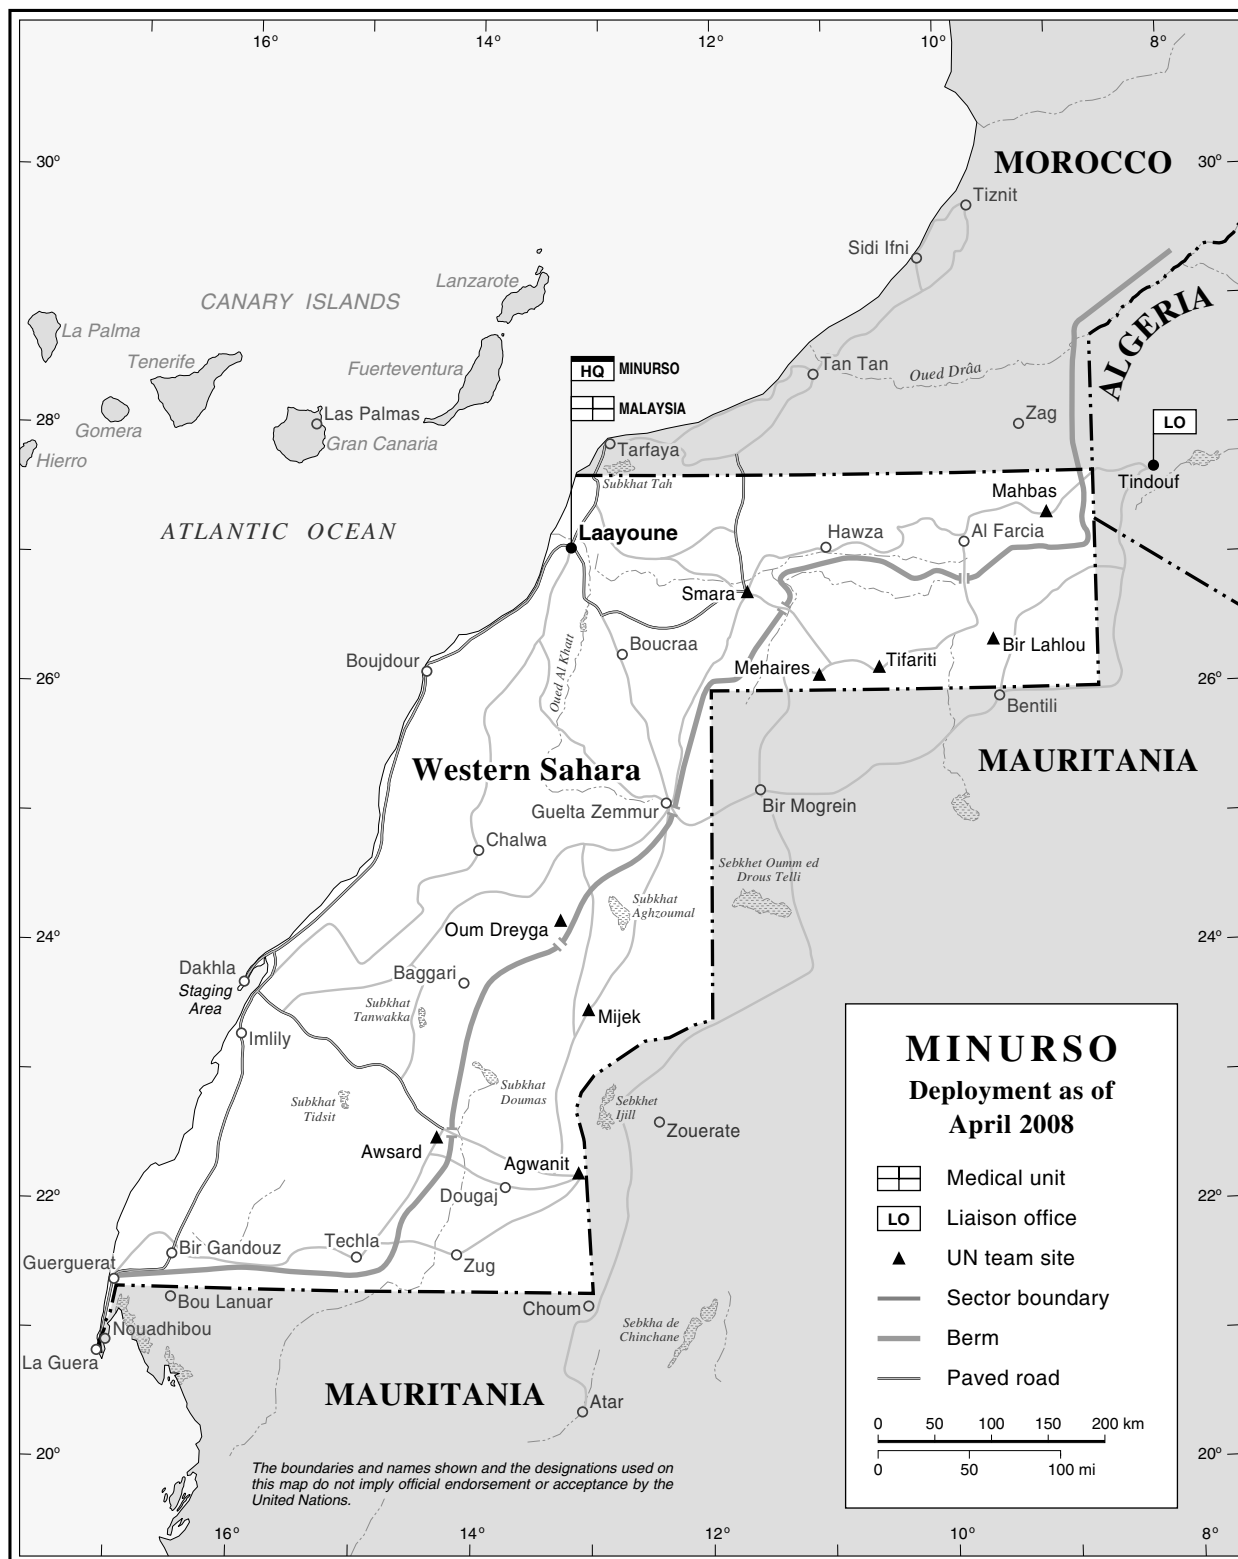 16° 14° 12° 10° 8°
30° MOROCCO 30°
Tiznit
Sidi Ifni
Lanzarote
CANARY ISLANDS
ALGERIA
La Palma
Tenerife
Fuerteventura
HQ MINURSO
Tan Tan
Oued Drâa
MALAYSIA
Las Palmas
Zag
LO
28° 28°
Gomera
Gran Canaria
Hierro
Tarfaya
Subkhat Tah
Tindouf
Mahbas
ATLANTIC OCEAN
Laayoune
Hawza
Al Farcia
Smara
Boucraa
Bir Lahlou
Oued Al Khatt
Boujdour
Mehaires
Tifariti
26° 26°
Bentili
Western Sahara
MAURITANIA
Guelta Zemmur
Bir Mogrein
Chalwa
Sebkhet Oumm ed
Drous Telli
Subkhat
Aghzoumal
Oum Dreyga
24° 24°
Dakhla
Staging
Area
Baggari
Subkhat
Tanwakka
Mijek
Imlily
Subkhat
Doumas
Subkhat
Tidsit
Sebkhet
Ijill
Zouerate
Awsard
Agwanit
Dougaj
22° 22°
Techla
Bir Gandouz
Zug
Guerguerat
Bou Lanuar
Choum
Nouadhibou
Sebkha de
Chinchane
La Guera
MAURITANIA
Atar
20° 20°
MINURSO
Deployment as of
April 2008
Medical unit
LO Liaison office
UN team site
Sector boundary
Berm
Paved road
0 50 100 150 200 km
0 50 100 mi
The boundaries and names shown and the designations used on
this map do not imply official endorsement or acceptance by the
United Nations.
16° 14° 12° 10° 8°